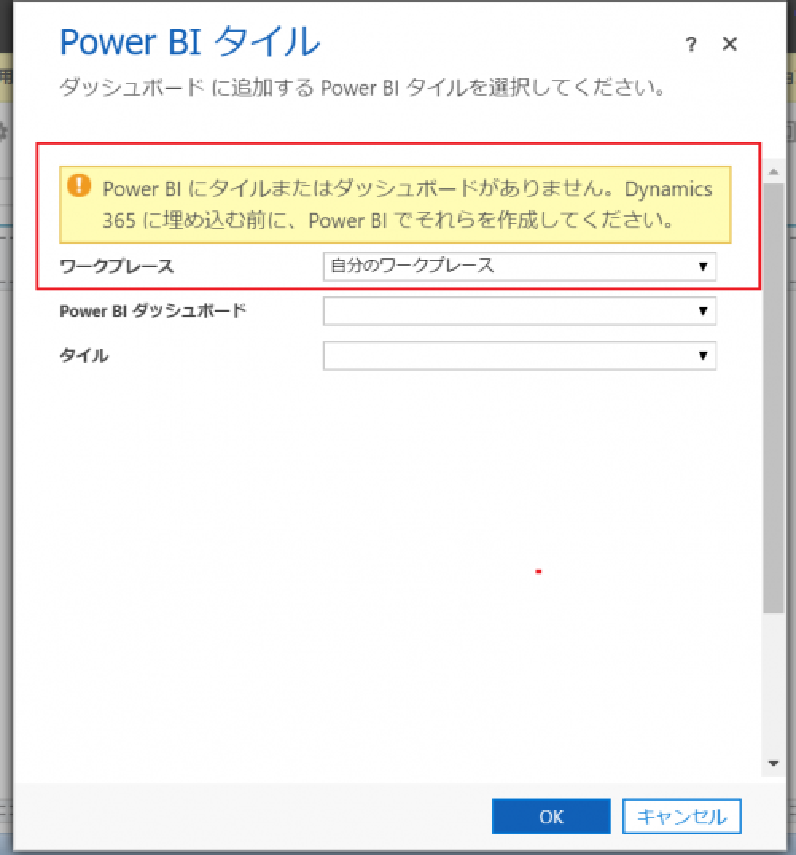 Power BI タイル
? ×
ダッシュボード に追加する Power BI タイルを選択してください。
Power BI にタイルまたはダッシュボードがありません。Dynamics
365 に埋め込む前に、Power BI でそれらを作成してください。
ワークプレース 自分のワークプレース
Power BI ダッシュボード
タイル
OK キャンセル